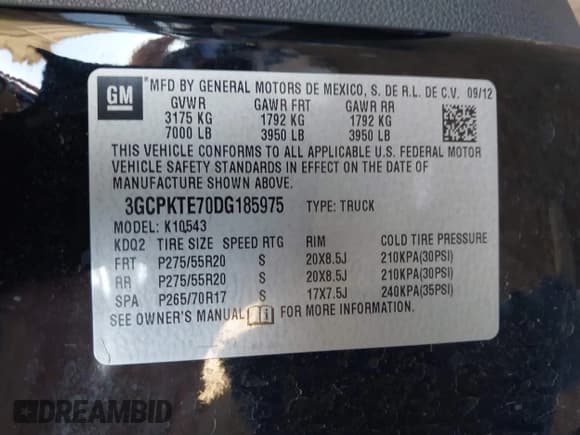 GM
*MFD BY GENERAL MOTORS DE MEXICO, S. DE R.L. DE C.V. 09/12
GVWR GAWR FRT GAWR RR
3175 KG 1792 KG 1792 KG
7000 LB 3950 LB 3950 LB
THIS VEHICLE CONFORMS TO ALL APPLICABLE U.S. FEDERAL MOTOR
VEHICLE SAFETY STANDARDS IN EFFECT ON THE DATE OF
MANUFACTURE SHOWN ABOVE.
3GCPKTE70DG185975 TYPE: TRUCK
MODEL: K10543
KDQ2 TIRE SIZE SPEED RTG RIM COLD TIRE PRESSURE
FRT P275/55R20 S 20X8.5J 210KPA(30PSI)
RR P275/55R20 S 20X8.5J 210KPA(30PSI)
SPA P265/70R17 S 17X7.5J 240KPA(35PSI)
SEE OWNER'S MANUAL FOR MORE INFORMATION.
DREAMBID